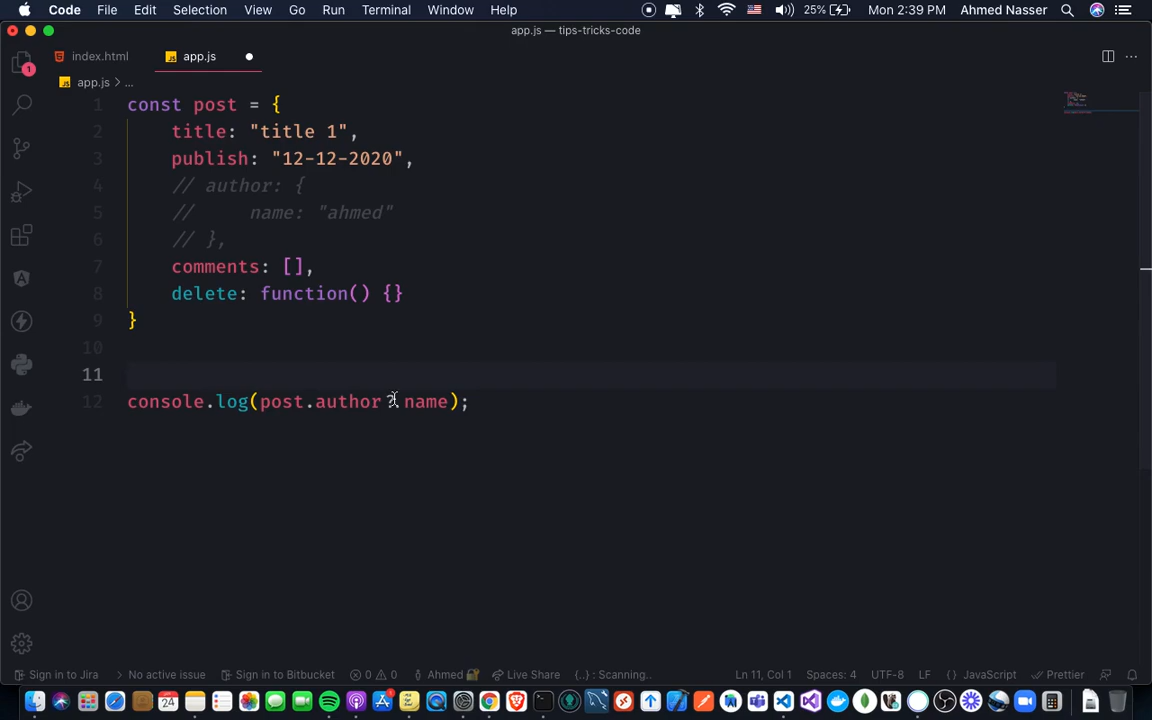 Code File Edit Selection View Go Run Terminal Window Help 25% Mon 2:39 PM Ahmed Nasser
app.js — tips-tricks-code
1 index.html JS app.js
JS app.js > ...
1 const post = {
2 title: "title 1",
3 publish: "12-12-2020",
4 // author: {
5 // name: "ahmed"
6 // },
7 comments: [],
8 delete: function() {}
9 }
10
11
12 console.log(post.author?.name);
Sign in to Jira No active issue Sign in to Bitbucket 0 0 Ahmed Live Share {..} : Scanning.. Ln 11, Col 1 Spaces: 4 UTF-8 LF {} JavaScript Prettier
24